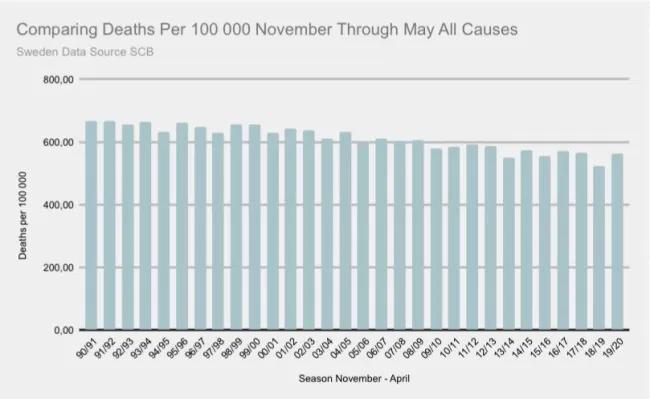 Comparing Deaths Per 100 000 November Through May All Causes
Sweden Data Source SCB
800,00
600,00
400,00
200,00
0,00
Deaths per 100 000
90/91 91/92 92/93 93/94 94/95 95/96 96/97 97/98 98/99 99/00 00/01 01/02 02/03 03/04 04/05 05/06 06/07 07/08 08/09 09/10 10/11 11/12 12/13 13/14 14/15 15/16 16/17 17/18 18/19 19/20
Season November - April